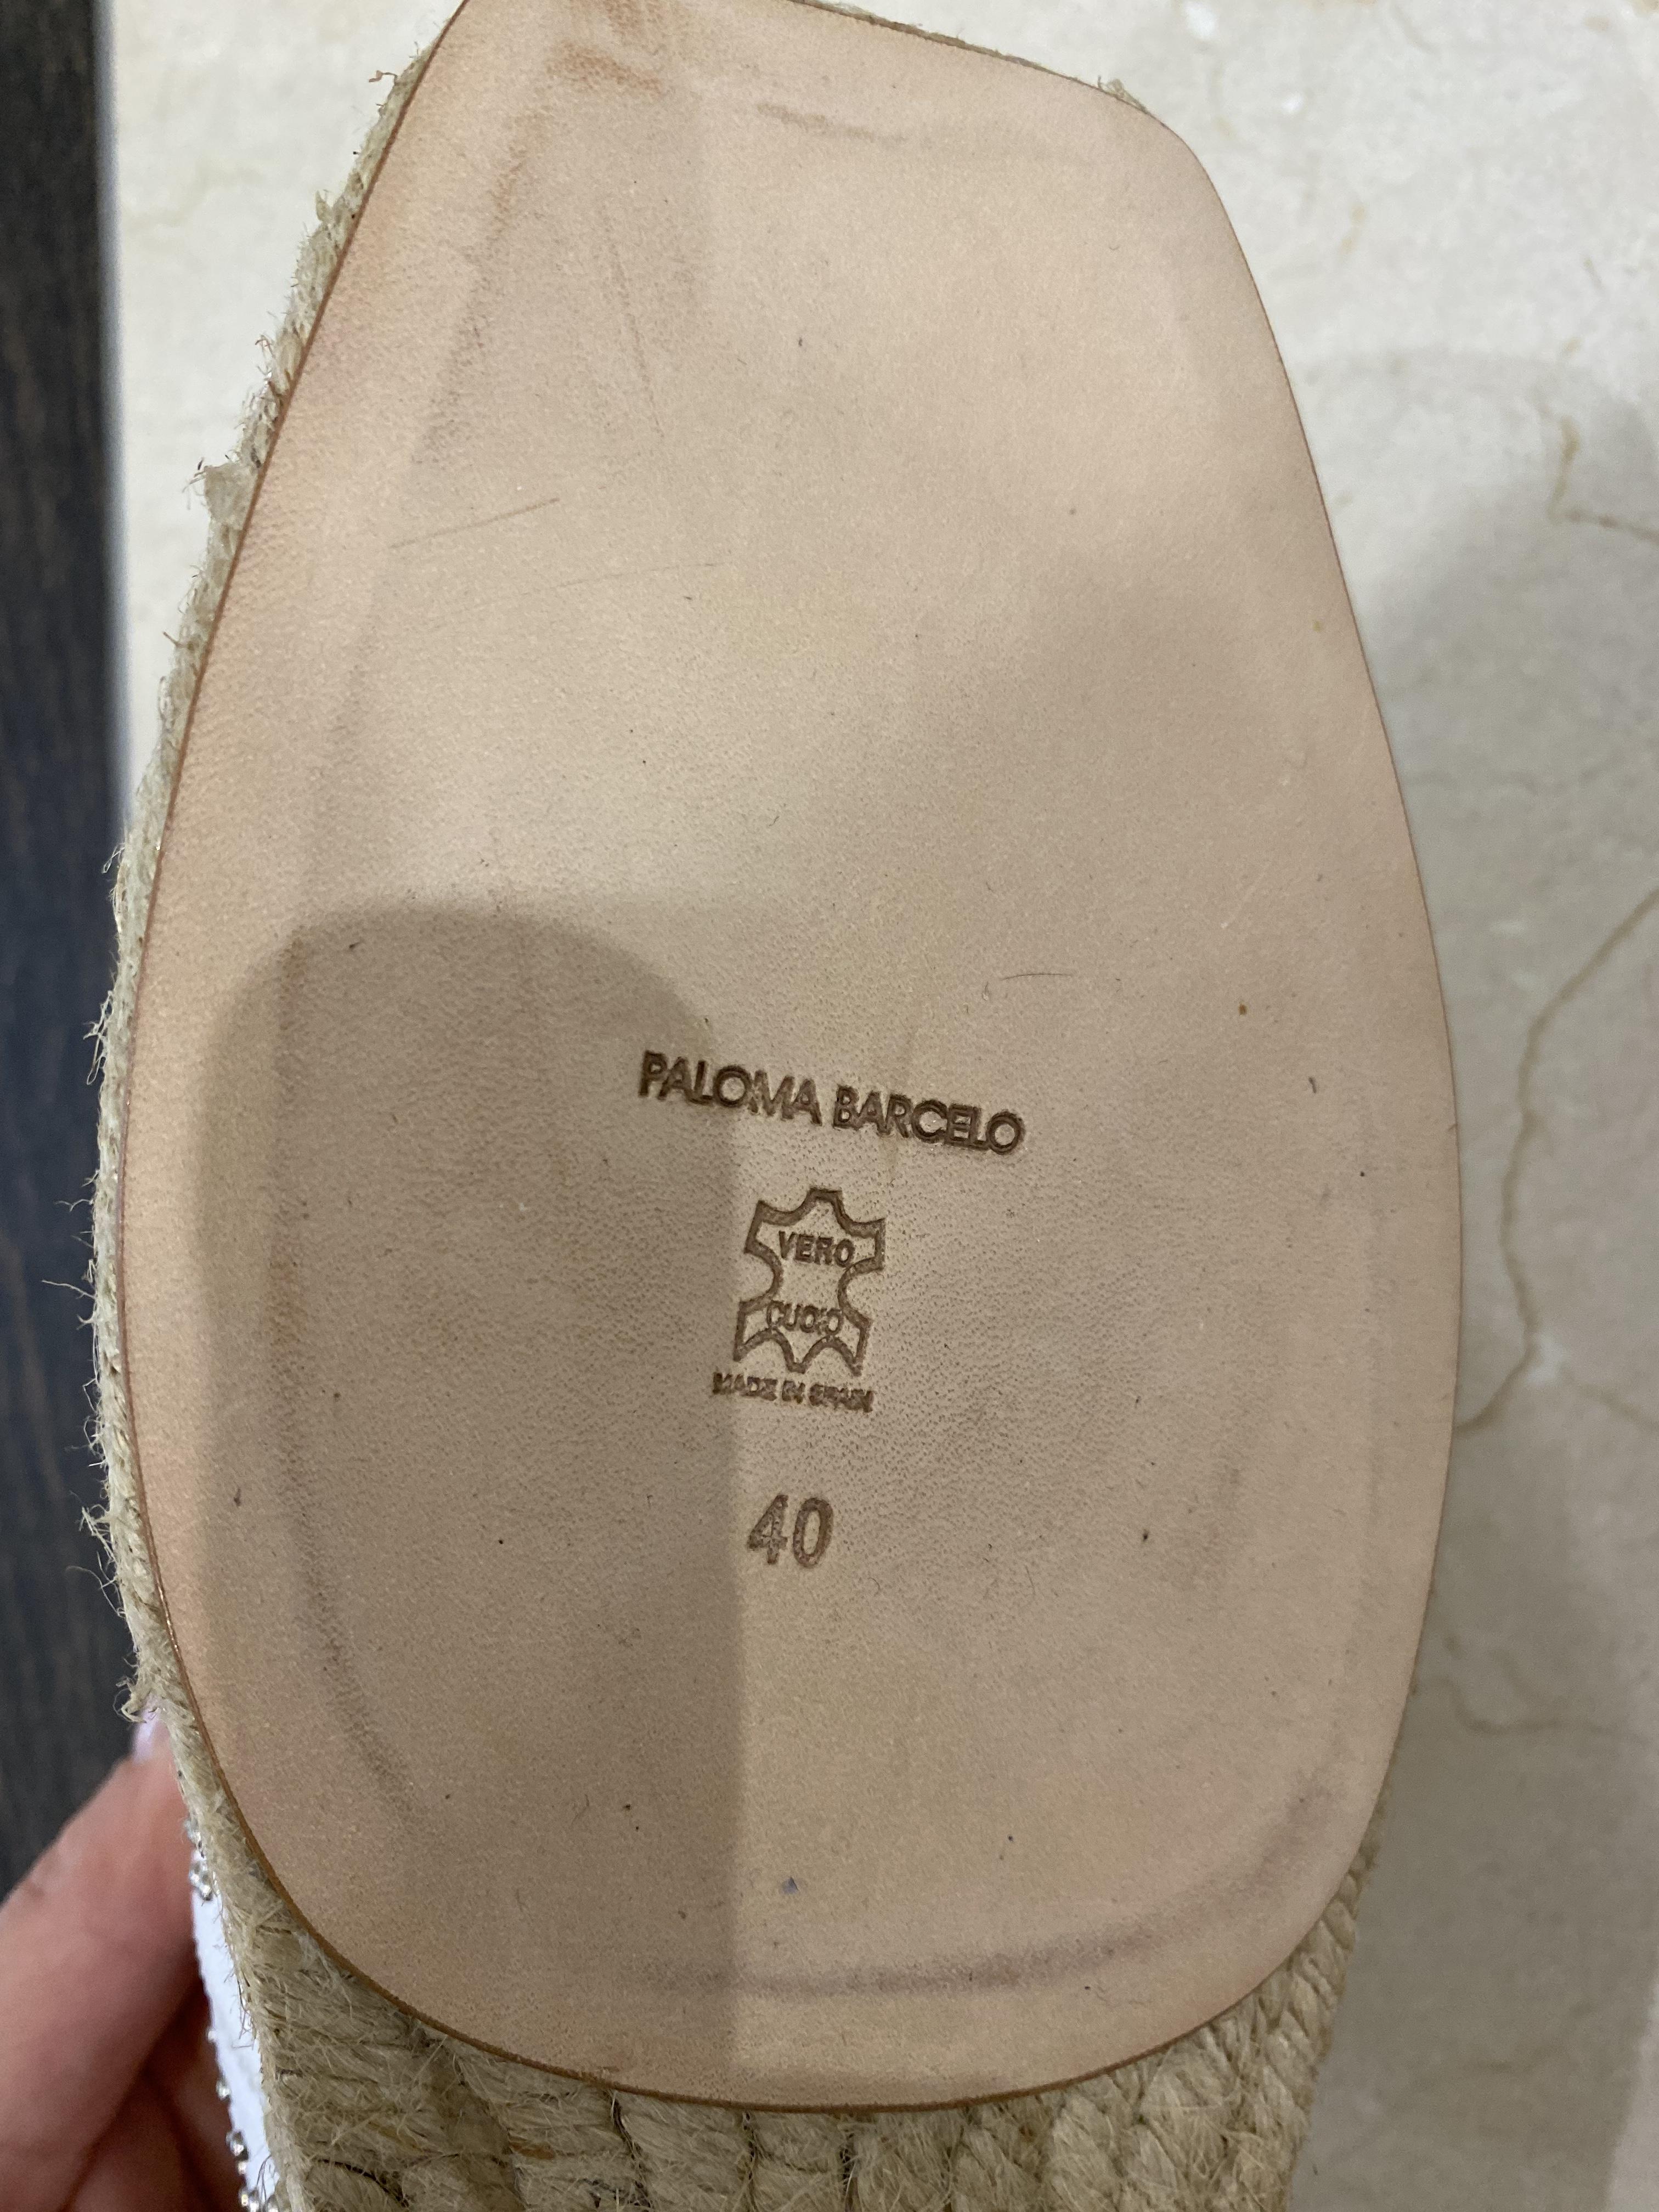 PALOMA BARCELO
VERO
CUOIO
MADE IN SPAIN
40